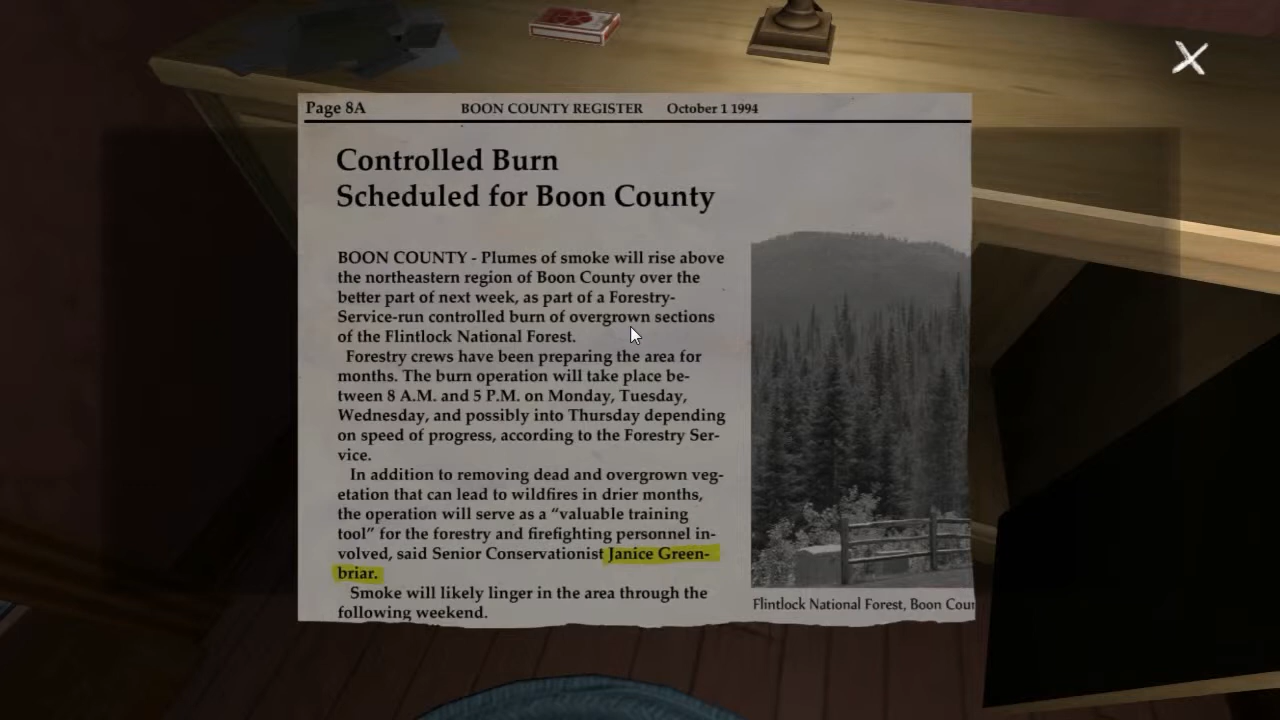 Page 8A BOON COUNTY REGISTER October 1 1994
Controlled Burn
Scheduled for Boon County
BOON COUNTY - Plumes of smoke will rise above
the northeastern region of Boon County over the
better part of next week, as part of a Forestry-
Service-run controlled burn of overgrown sections
of the Flintlock National Forest.
Forestry crews have been preparing the area for
months. The burn operation will take place be-
tween 8 A.M. and 5 P.M. on Monday, Tuesday,
Wednesday, and possibly into Thursday depending
on speed of progress, according to the Forestry Ser-
vice.
In addition to removing dead and overgrown veg-
etation that can lead to wildfires in drier months,
the operation will serve as a “valuable training
tool” for the forestry and firefighting personnel in-
volved, said Senior Conservationist Janice Green-
briar.
Smoke will likely linger in the area through the
following weekend.
Flintlock National Forest, Boon Cour